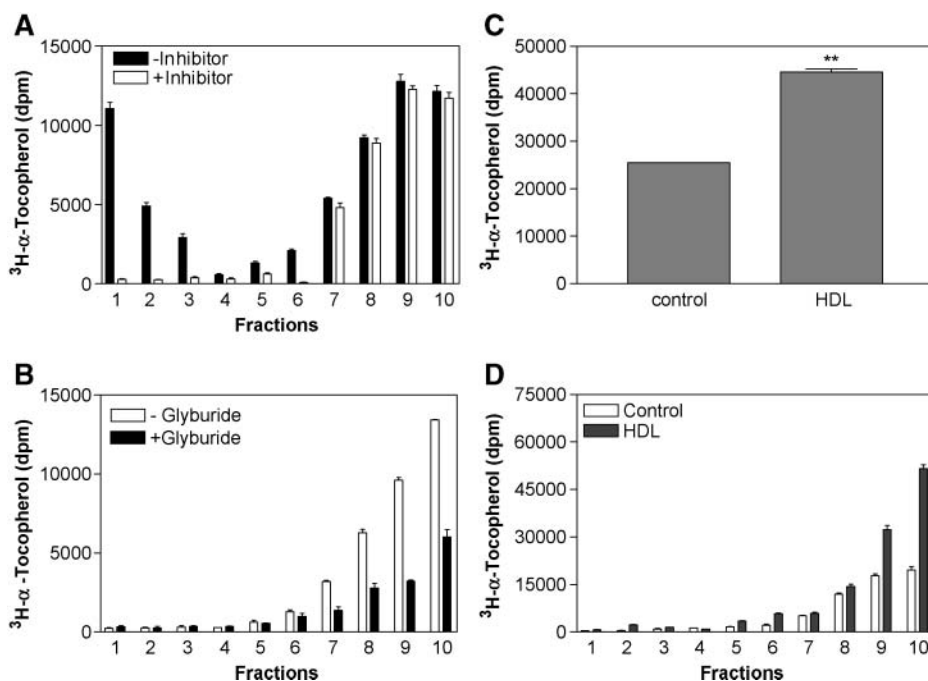 A
³H-α-Tocopherol (dpm)
15000
10000
5000
0
-Inhibitor
+Inhibitor
1 2 3 4 5 6 7 8 9 10
Fractions
C
³H-α-Tocopherol (dpm)
50000
40000
30000
20000
10000
0
**
control HDL
B
³H-α -Tocopherol (dpm)
15000
10000
5000
0
- Glyburide
+Glyburide
1 2 3 4 5 6 7 8 9 10
Fractions
D
³H-α-Tocopherol (dpm)
75000
60000
45000
30000
15000
0
Control
HDL
1 2 3 4 5 6 7 8 9 10
Fractions